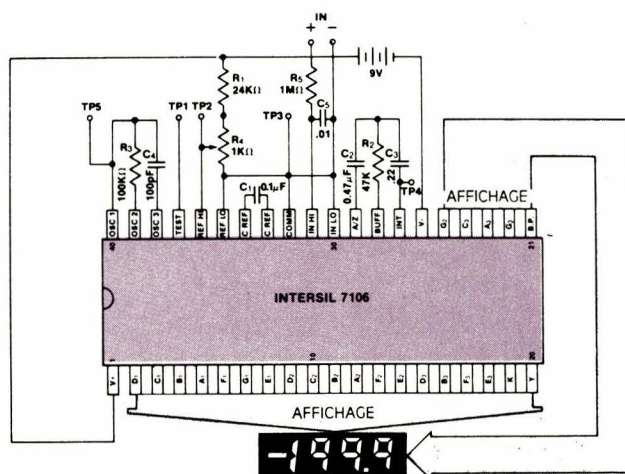 IN
+ −
9V
R₁
24KΩ
R₅
1MΩ
C₅
.01
TP5
TP1
TP2
TP3
R₄
1KΩ
R₃
100KΩ
C₄
100pF
C₁
0.1µF
C₂
0.47µF
R₂
47K
C₃
.22
TP4
AFFICHAGE
OSC 1
OSC 2
OSC 3
TEST
REF HI
REF LO
C REF
C REF
COMM
IN HI
IN LO
A/Z
BUFF
INT
V-
G₂
C₃
A₃
G₂
B.P.
40
30
21
INTERSIL 7106
1
10
20
V+
D₁
C₁
B₁
A₁
F₁
G₁
E₁
D₂
C₂
B₂
A₂
F₂
E₂
D₃
B₃
F₃
E₃
K
Y
AFFICHAGE
-199.9